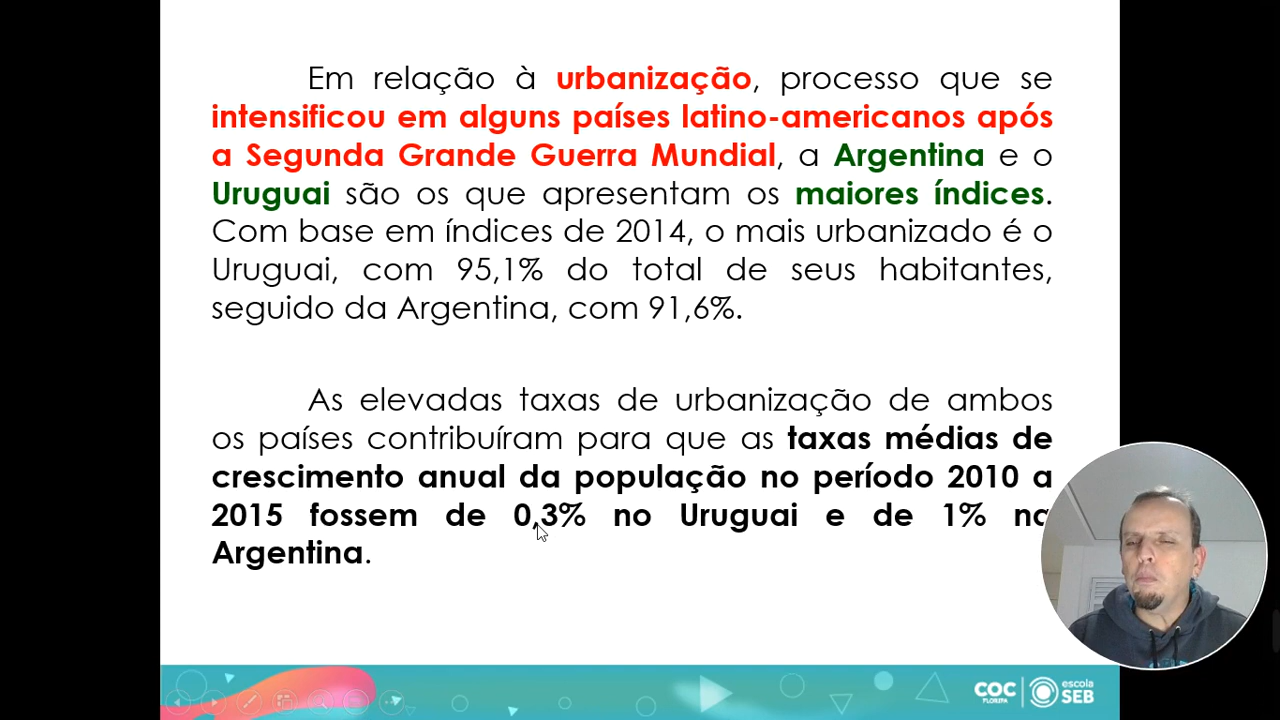 Em relação à urbanização, processo que se
intensificou em alguns países latino-americanos após
a Segunda Grande Guerra Mundial, a Argentina e o
Uruguai são os que apresentam os maiores índices.
Com base em índices de 2014, o mais urbanizado é o
Uruguai, com 95,1% do total de seus habitantes,
seguido da Argentina, com 91,6%.
As elevadas taxas de urbanização de ambos
os países contribuíram para que as taxas médias de
crescimento anual da população no período 2010 a
2015 fossem de 0,3% no Uruguai e de 1% na
Argentina.
COC
FLORIPA
escola
SEB